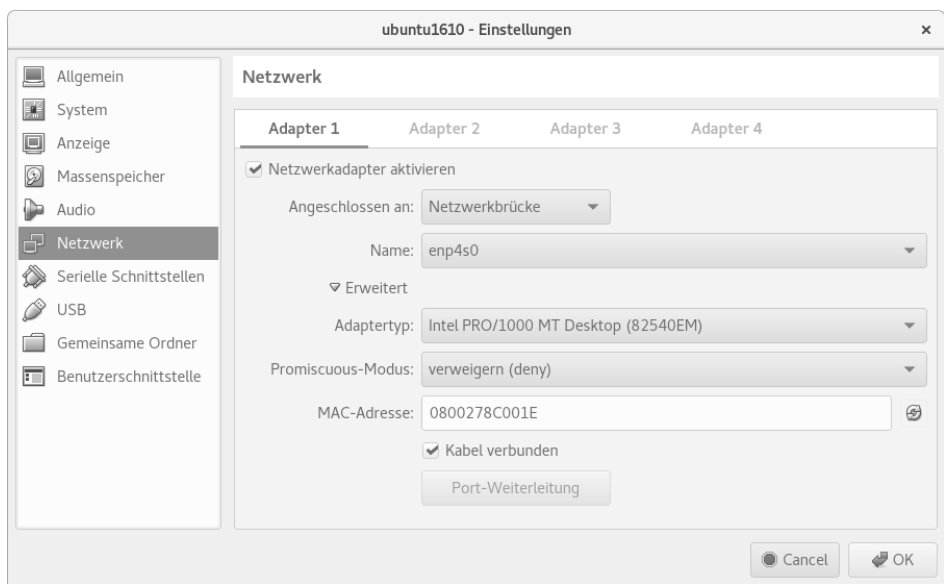 ubuntu1610 - Einstellungen
Allgemein
System
Anzeige
Massenspeicher
Audio
Netzwerk
Serielle Schnittstellen
USB
Gemeinsame Ordner
Benutzerschnittstelle
Netzwerk
Adapter 1 Adapter 2 Adapter 3 Adapter 4
Netzwerkadapter aktivieren
Angeschlossen an: Netzwerkbrücke
Name: enp4s0
Erweitert
Adaptertyp: Intel PRO/1000 MT Desktop (82540EM)
Promiscuous-Modus: verweigern (deny)
MAC-Adresse: 0800278C001E
Kabel verbunden
Port-Weiterleitung
Cancel OK